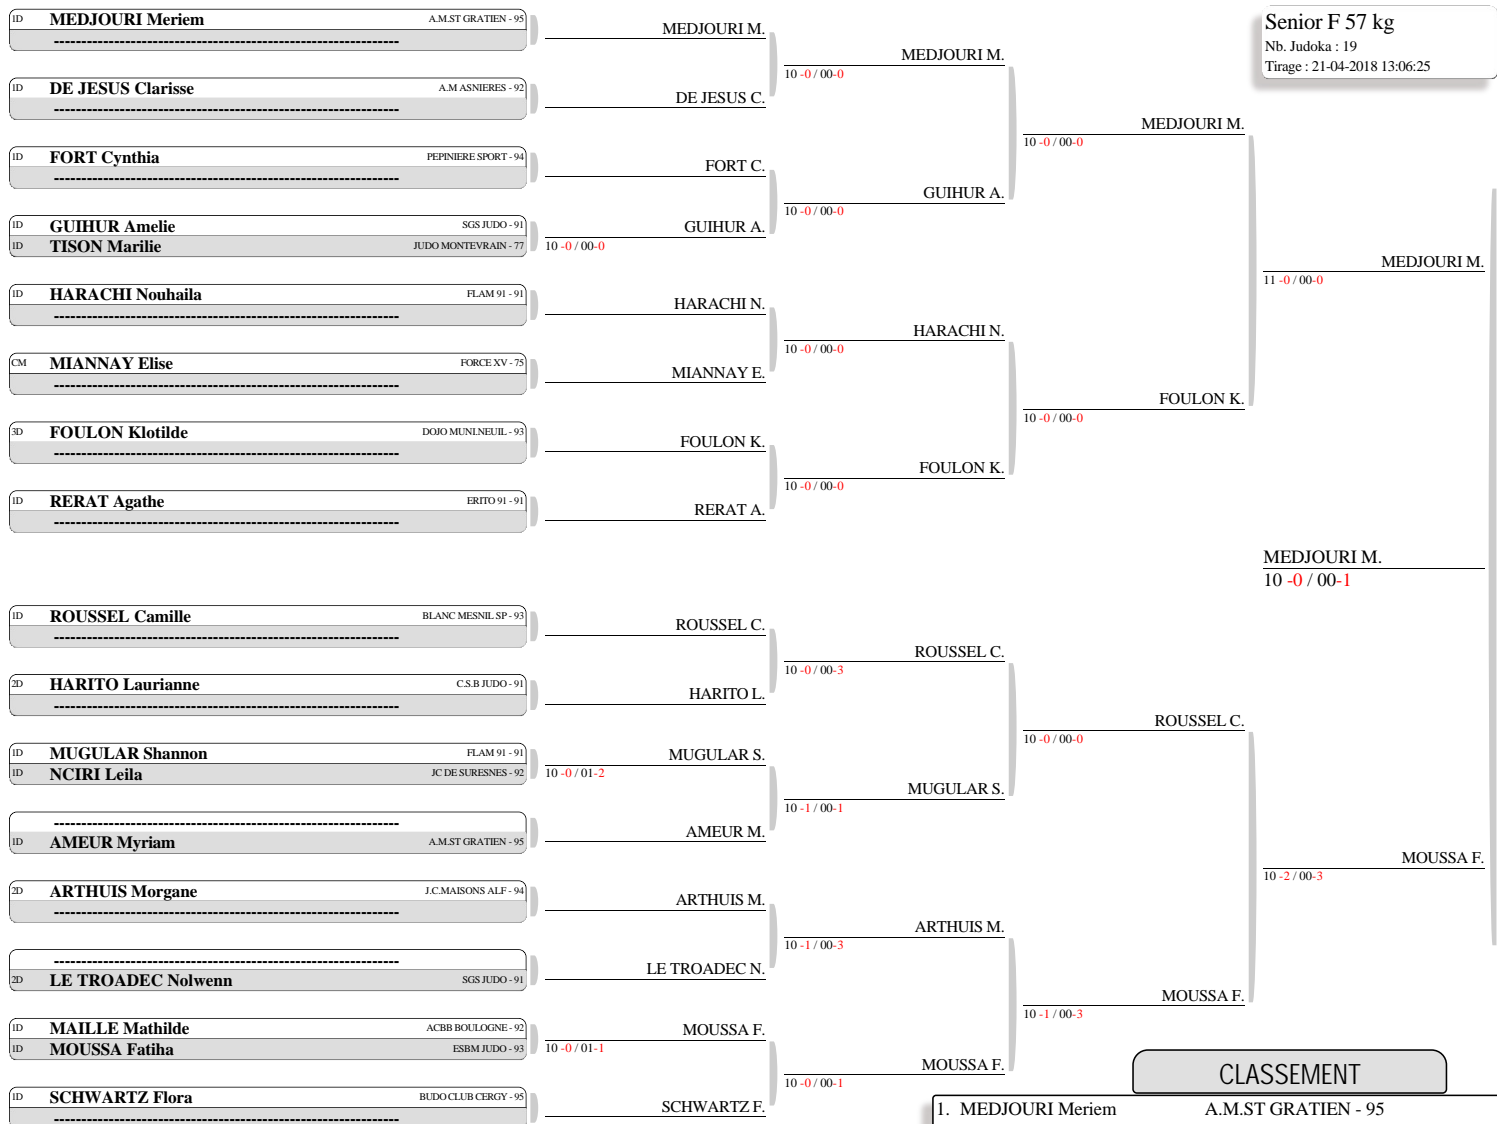 Senior F 57 kg
Nb. Judoka : 19
Tirage : 21-04-2018 13:06:25
1D MEDJOURI Meriem A.M.ST GRATIEN - 95
----------------------------------------------------------------
1D DE JESUS Clarisse A.M ASNIERES - 92
----------------------------------------------------------------
1D FORT Cynthia PEPINIERE SPORT - 94
----------------------------------------------------------------
1D GUIHUR Amelie SGS JUDO - 91
1D TISON Marilie JUDO MONTEVRAIN - 77
1D HARACHI Nouhaila FLAM 91 - 91
----------------------------------------------------------------
CM MIANNAY Elise FORCE XV - 75
----------------------------------------------------------------
3D FOULON Klotilde DOJO MUNI.NEUIL - 93
----------------------------------------------------------------
1D RERAT Agathe ERITO 91 - 91
----------------------------------------------------------------
1D ROUSSEL Camille BLANC MESNIL SP - 93
----------------------------------------------------------------
2D HARITO Laurianne C.S.B JUDO - 91
----------------------------------------------------------------
1D MUGULAR Shannon FLAM 91 - 91
1D NCIRI Leila JC DE SURESNES - 92
----------------------------------------------------------------
1D AMEUR Myriam A.M.ST GRATIEN - 95
2D ARTHUIS Morgane J.C.MAISONS ALF - 94
----------------------------------------------------------------
----------------------------------------------------------------
2D LE TROADEC Nolwenn SGS JUDO - 91
1D MAILLE Mathilde ACBB BOULOGNE - 92
1D MOUSSA Fatiha ESBM JUDO - 93
1D SCHWARTZ Flora BUDO CLUB CERGY - 95
----------------------------------------------------------------
MEDJOURI M.
DE JESUS C.
FORT C.
GUIHUR A.
10 -0 / 00-0
HARACHI N.
MIANNAY E.
FOULON K.
RERAT A.
ROUSSEL C.
HARITO L.
MUGULAR S.
10 -0 / 01-2
AMEUR M.
ARTHUIS M.
LE TROADEC N.
MOUSSA F.
10 -0 / 01-1
SCHWARTZ F.
MEDJOURI M.
10 -0 / 00-0
GUIHUR A.
10 -0 / 00-0
HARACHI N.
10 -0 / 00-0
FOULON K.
10 -0 / 00-0
ROUSSEL C.
10 -0 / 00-3
MUGULAR S.
10 -1 / 00-1
ARTHUIS M.
10 -1 / 00-3
MOUSSA F.
10 -0 / 00-1
MEDJOURI M.
10 -0 / 00-0
FOULON K.
10 -0 / 00-0
ROUSSEL C.
10 -0 / 00-0
MOUSSA F.
10 -1 / 00-3
MEDJOURI M.
11 -0 / 00-0
MOUSSA F.
10 -2 / 00-3
MEDJOURI M.
10 -0 / 00-1
CLASSEMENT
1. MEDJOURI Meriem A.M.ST GRATIEN - 95